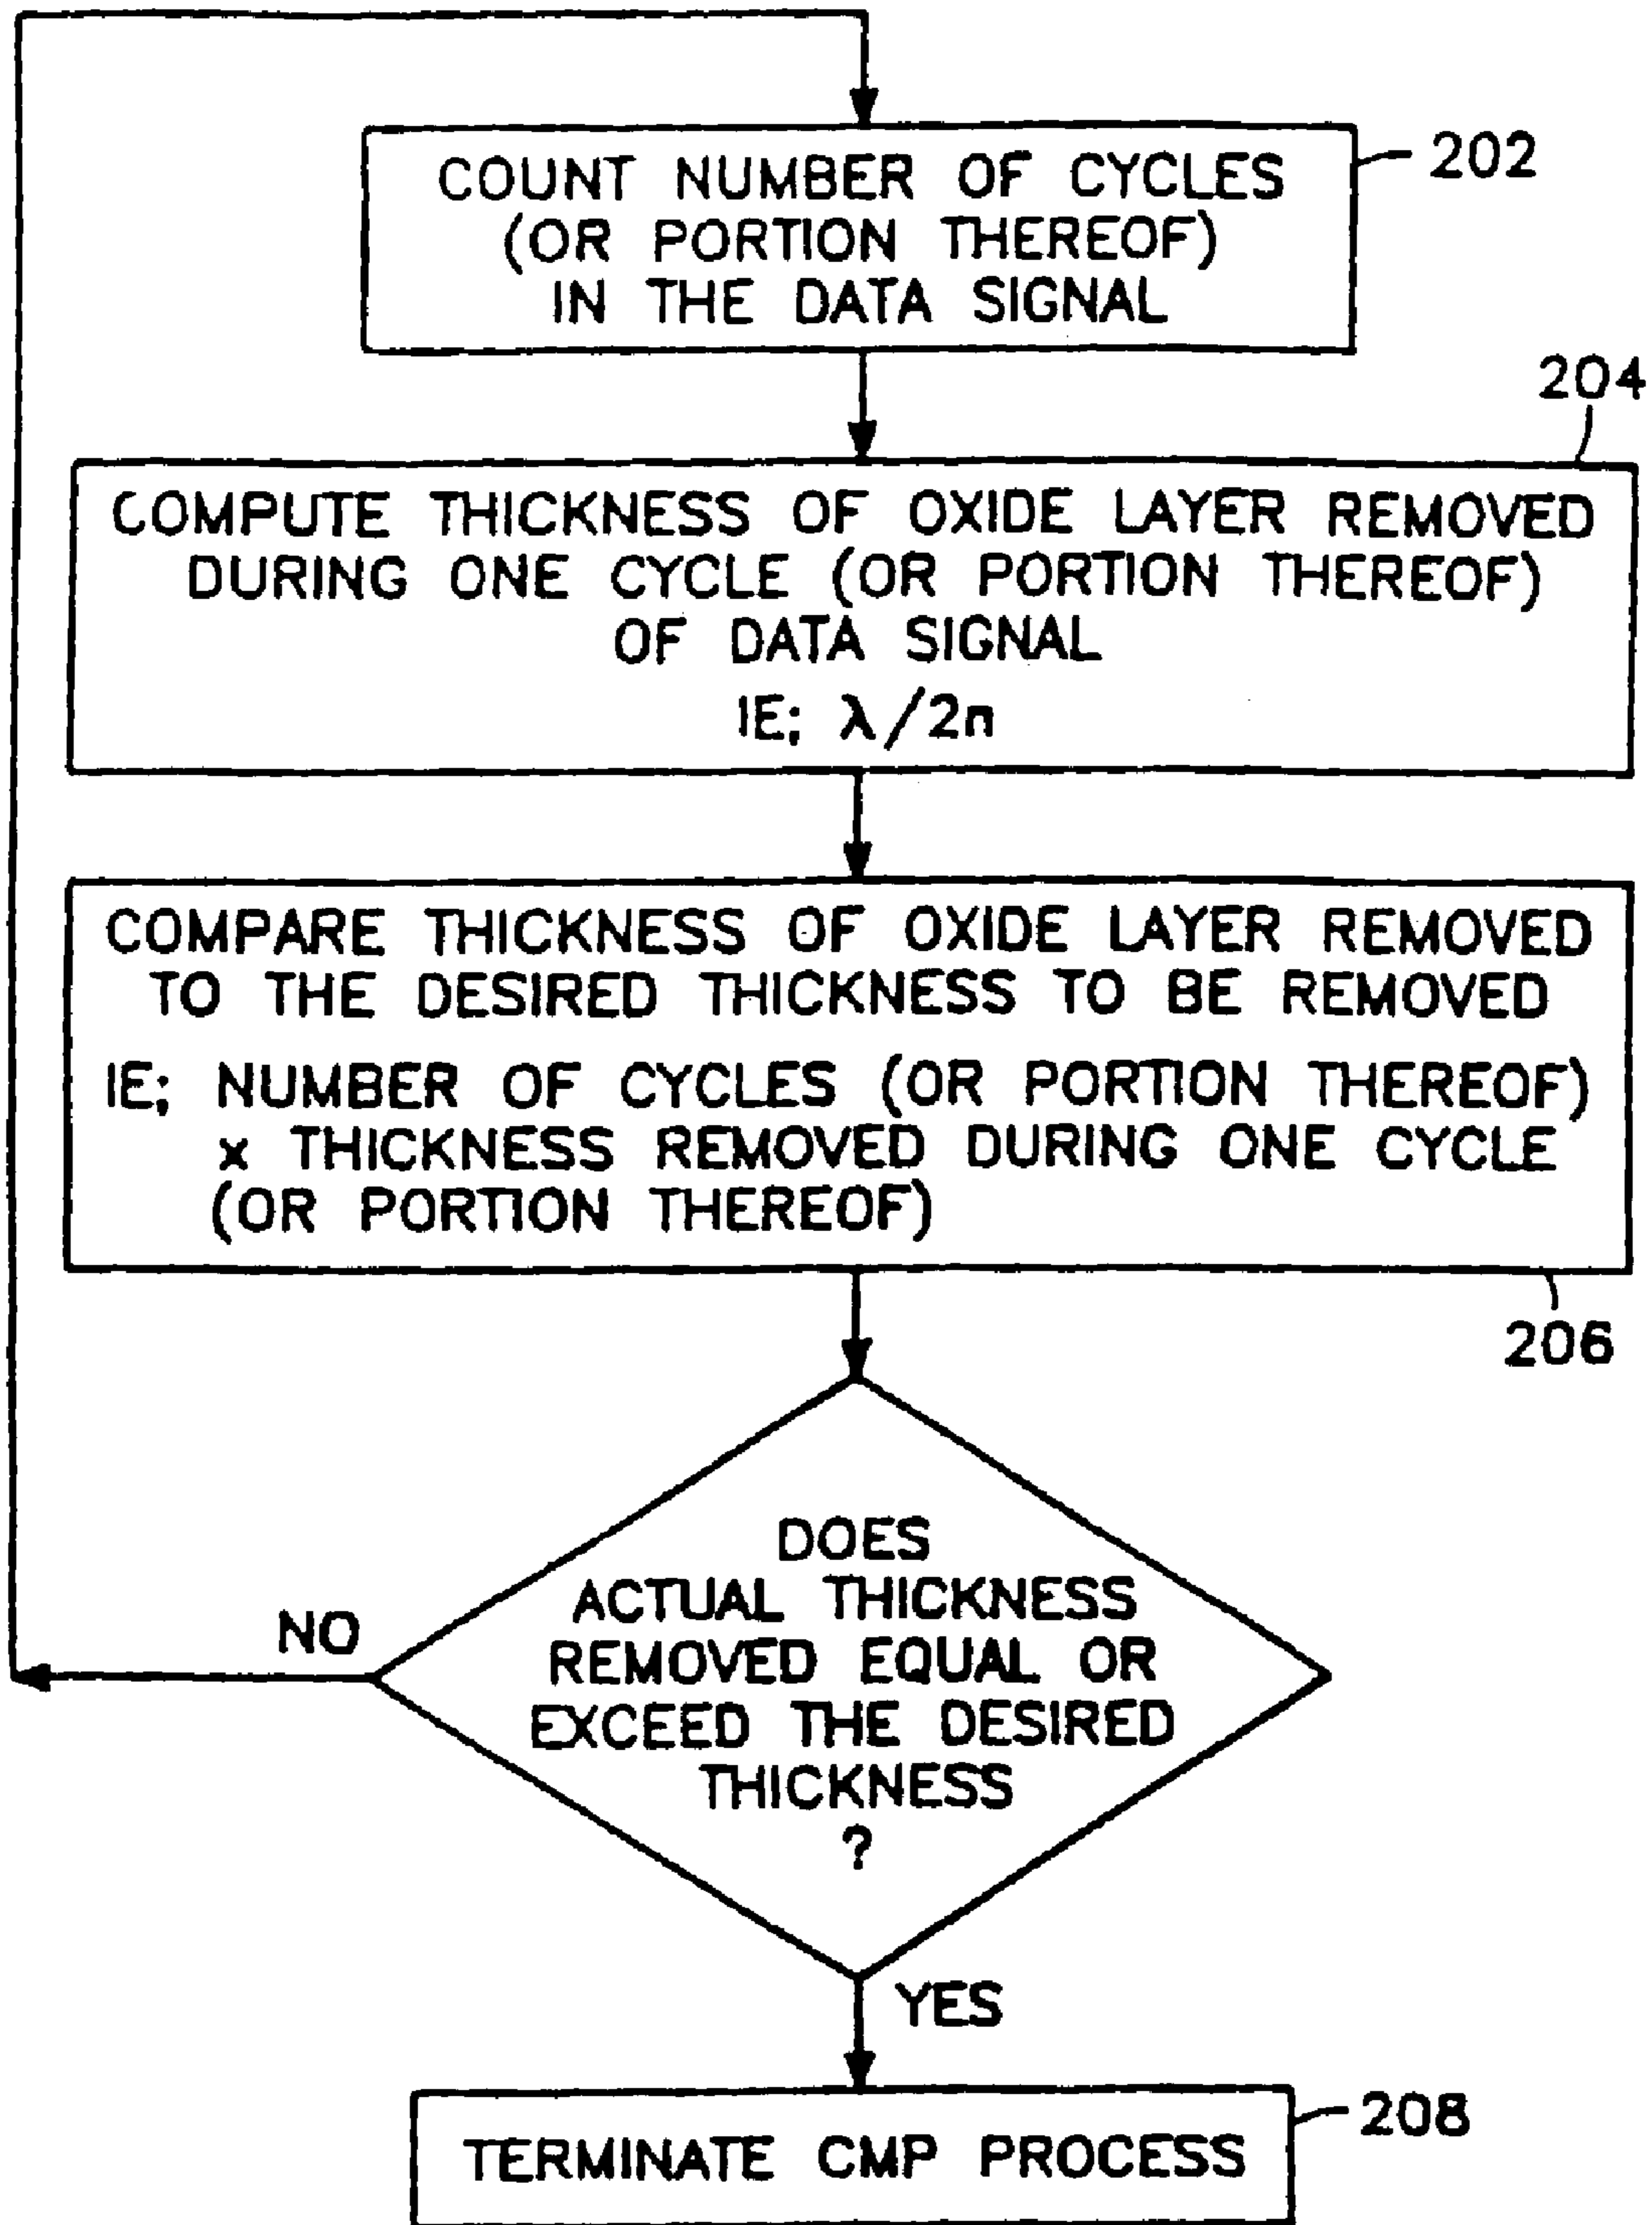 COUNT NUMBER OF CYCLES
(OR PORTION THEREOF)
IN THE DATA SIGNAL
202
204
COMPUTE THICKNESS OF OXIDE LAYER REMOVED
DURING ONE CYCLE (OR PORTION THEREOF)
OF DATA SIGNAL
IE; λ/2n
COMPARE THICKNESS OF OXIDE LAYER REMOVED
TO THE DESIRED THICKNESS TO BE REMOVED
IE; NUMBER OF CYCLES (OR PORTION THEREOF)
x THICKNESS REMOVED DURING ONE CYCLE
(OR PORTION THEREOF)
206
DOES
ACTUAL THICKNESS
REMOVED EQUAL OR
EXCEED THE DESIRED
THICKNESS
?
NO
YES
TERMINATE CMP PROCESS
208